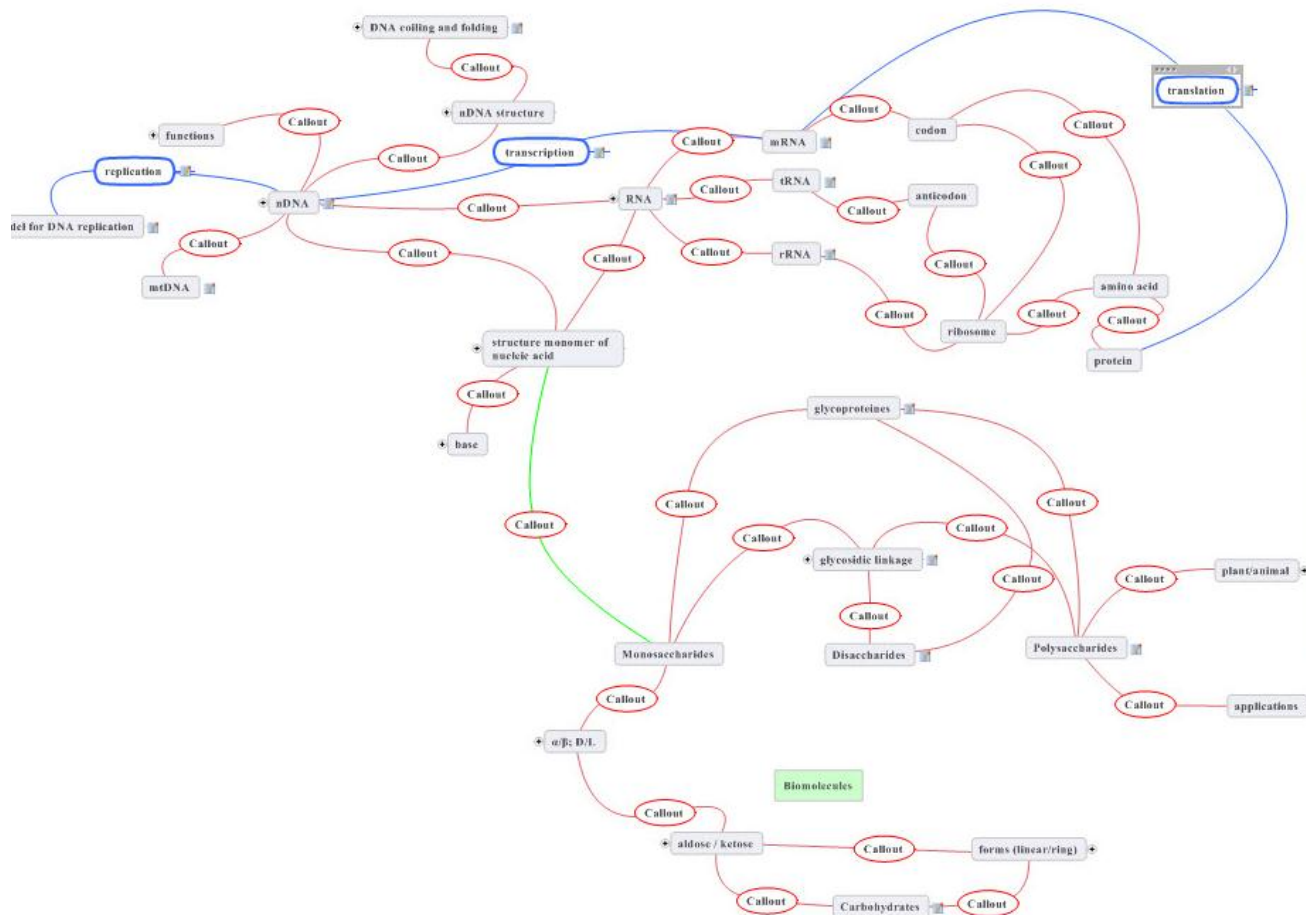 DNA coiling and folding
Callout
translation
nDNA structure
Callout
Callout
Callout
functions
codon
Callout
mRNA
Callout
transcription
Callout
Callout
Callout
replication
tRNA
Callout
nDNA
RNA
anticodon
Callout
Callout
del for DNA replication
Callout
Callout
Callout
rRNA
Callout
Callout
Callout
mtDNA
amino acid
Callout
Callout
Callout
ribosome
structure monomer of
nucleic acid
protein
Callout
glycoproteines
base
Callout
Callout
Callout
Callout
Callout
glycosidic linkage
plant/animal
Callout
Callout
Callout
Monosaccharides
Disaccharides
Polysaccharides
Callout
Callout
applications
α/β; D/L
Biomolecules
Callout
aldose / ketose
Callout
forms (linear/ring)
Callout
Carbohydrates
Callout